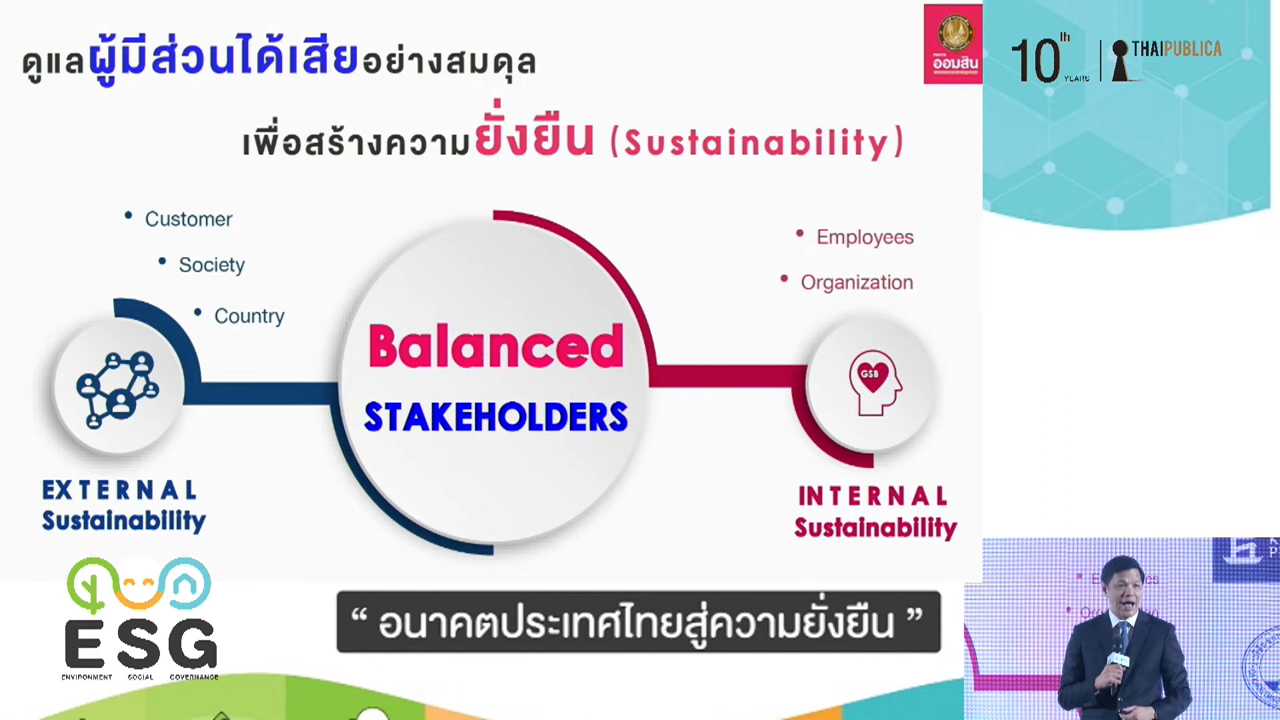 ดูแลผู้มีส่วนได้เสียอย่างสมดุล
เพื่อสร้างความยั่งยืน (Sustainability)
ออมสิน
10th
YEARS
THAIPUBLICA
• Customer
• Society
• Country
• Employees
• Organization
Balanced
STAKEHOLDERS
GSB
EXTERNAL
Sustainability
INTERNAL
Sustainability
ESG
ENVIRONMENT SOCIAL GOVERNANCE
“ อนาคตประเทศไทยสู่ความยั่งยืน ”